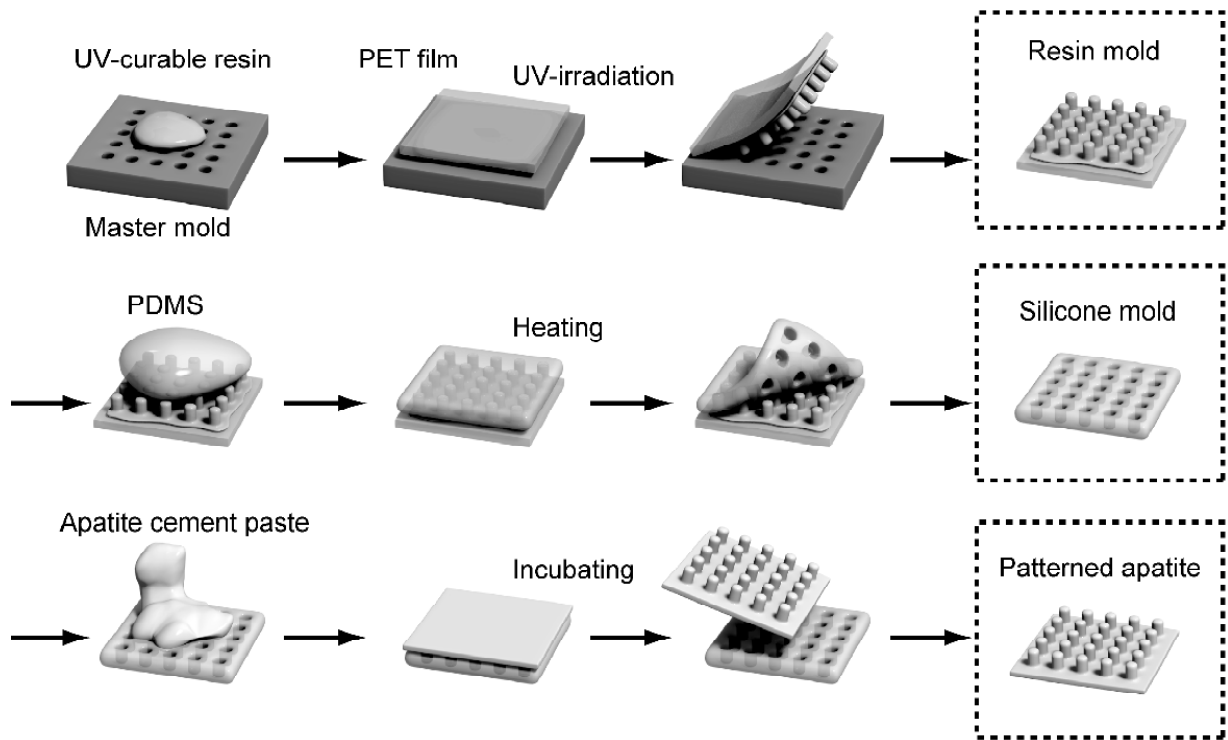 UV-curable resin
PET film
UV-irradiation
Resin mold
Master mold
PDMS
Heating
Silicone mold
Apatite cement paste
Incubating
Patterned apatite